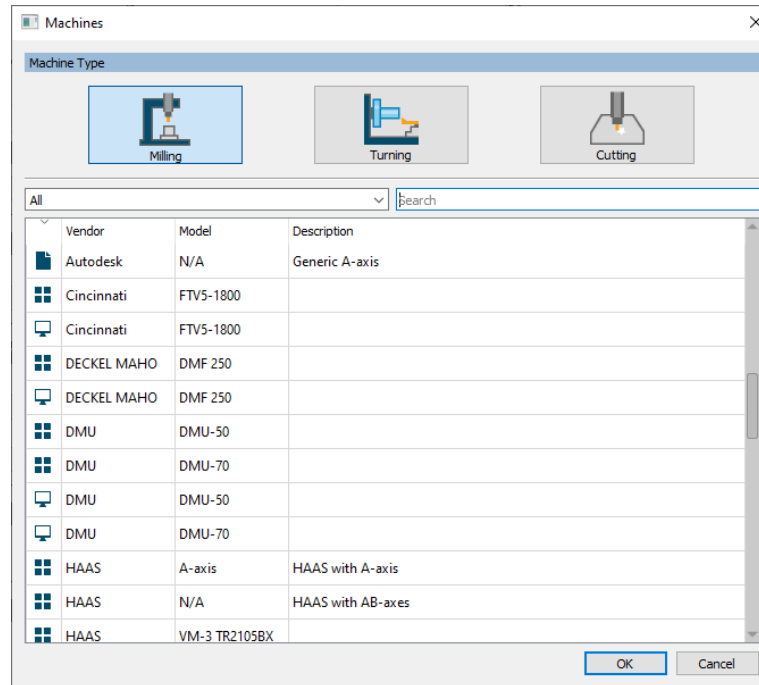 Machines
Machine Type
Milling
Turning
Cutting
All
Search
Vendor Model Description
Autodesk N/A Generic A-axis
Cincinnati FTV5-1800
Cincinnati FTV5-1800
DECKEL MAHO DMF 250
DECKEL MAHO DMF 250
DMU DMU-50
DMU DMU-70
DMU DMU-50
DMU DMU-70
HAAS A-axis HAAS with A-axis
HAAS N/A HAAS with AB-axes
HAAS VM-3 TR2105BX
OK Cancel